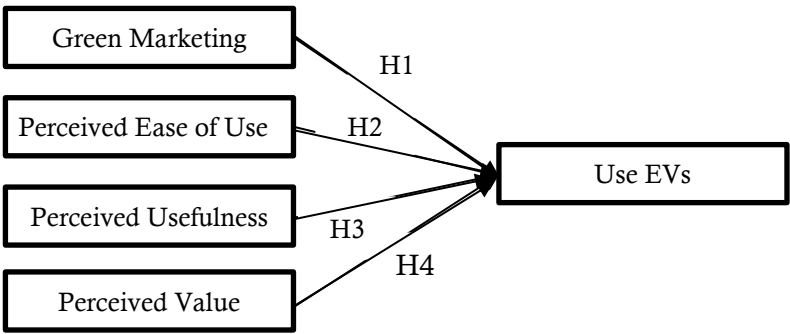 Green Marketing
H1
Perceived Ease of Use
H2
Use EVs
Perceived Usefulness
H3
H4
Perceived Value